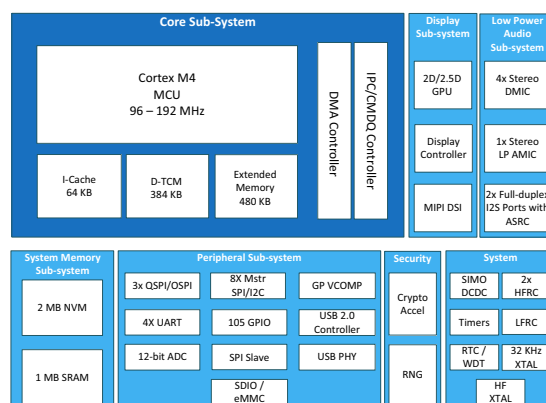 Core Sub-System
Cortex M4
MCU
96 – 192 MHz
I-Cache
64 KB
D-TCM
384 KB
Extended
Memory
480 KB
DMA Controller
IPC/CMDQ Controller
Display
Sub-system
2D/2.5D
GPU
Display
Controller
MIPI DSI
Low Power
Audio
Sub-system
4x Stereo
DMIC
1x Stereo
LP AMIC
2x Full-duplex
I2S Ports with
ASRC
System Memory
Sub-system
2 MB NVM
1 MB SRAM
Peripheral Sub-system
3x QSPI/OSPI
8X Mstr
SPI/I2C
GP VCOMP
4X UART
105 GPIO
USB 2.0
Controller
12-bit ADC
SPI Slave
USB PHY
SDIO /
eMMC
Security
Crypto
Accel
RNG
System
SIMO
DCDC
2x
HFRC
Timers
LFRC
RTC /
WDT
32 KHz
XTAL
HF
XTAL